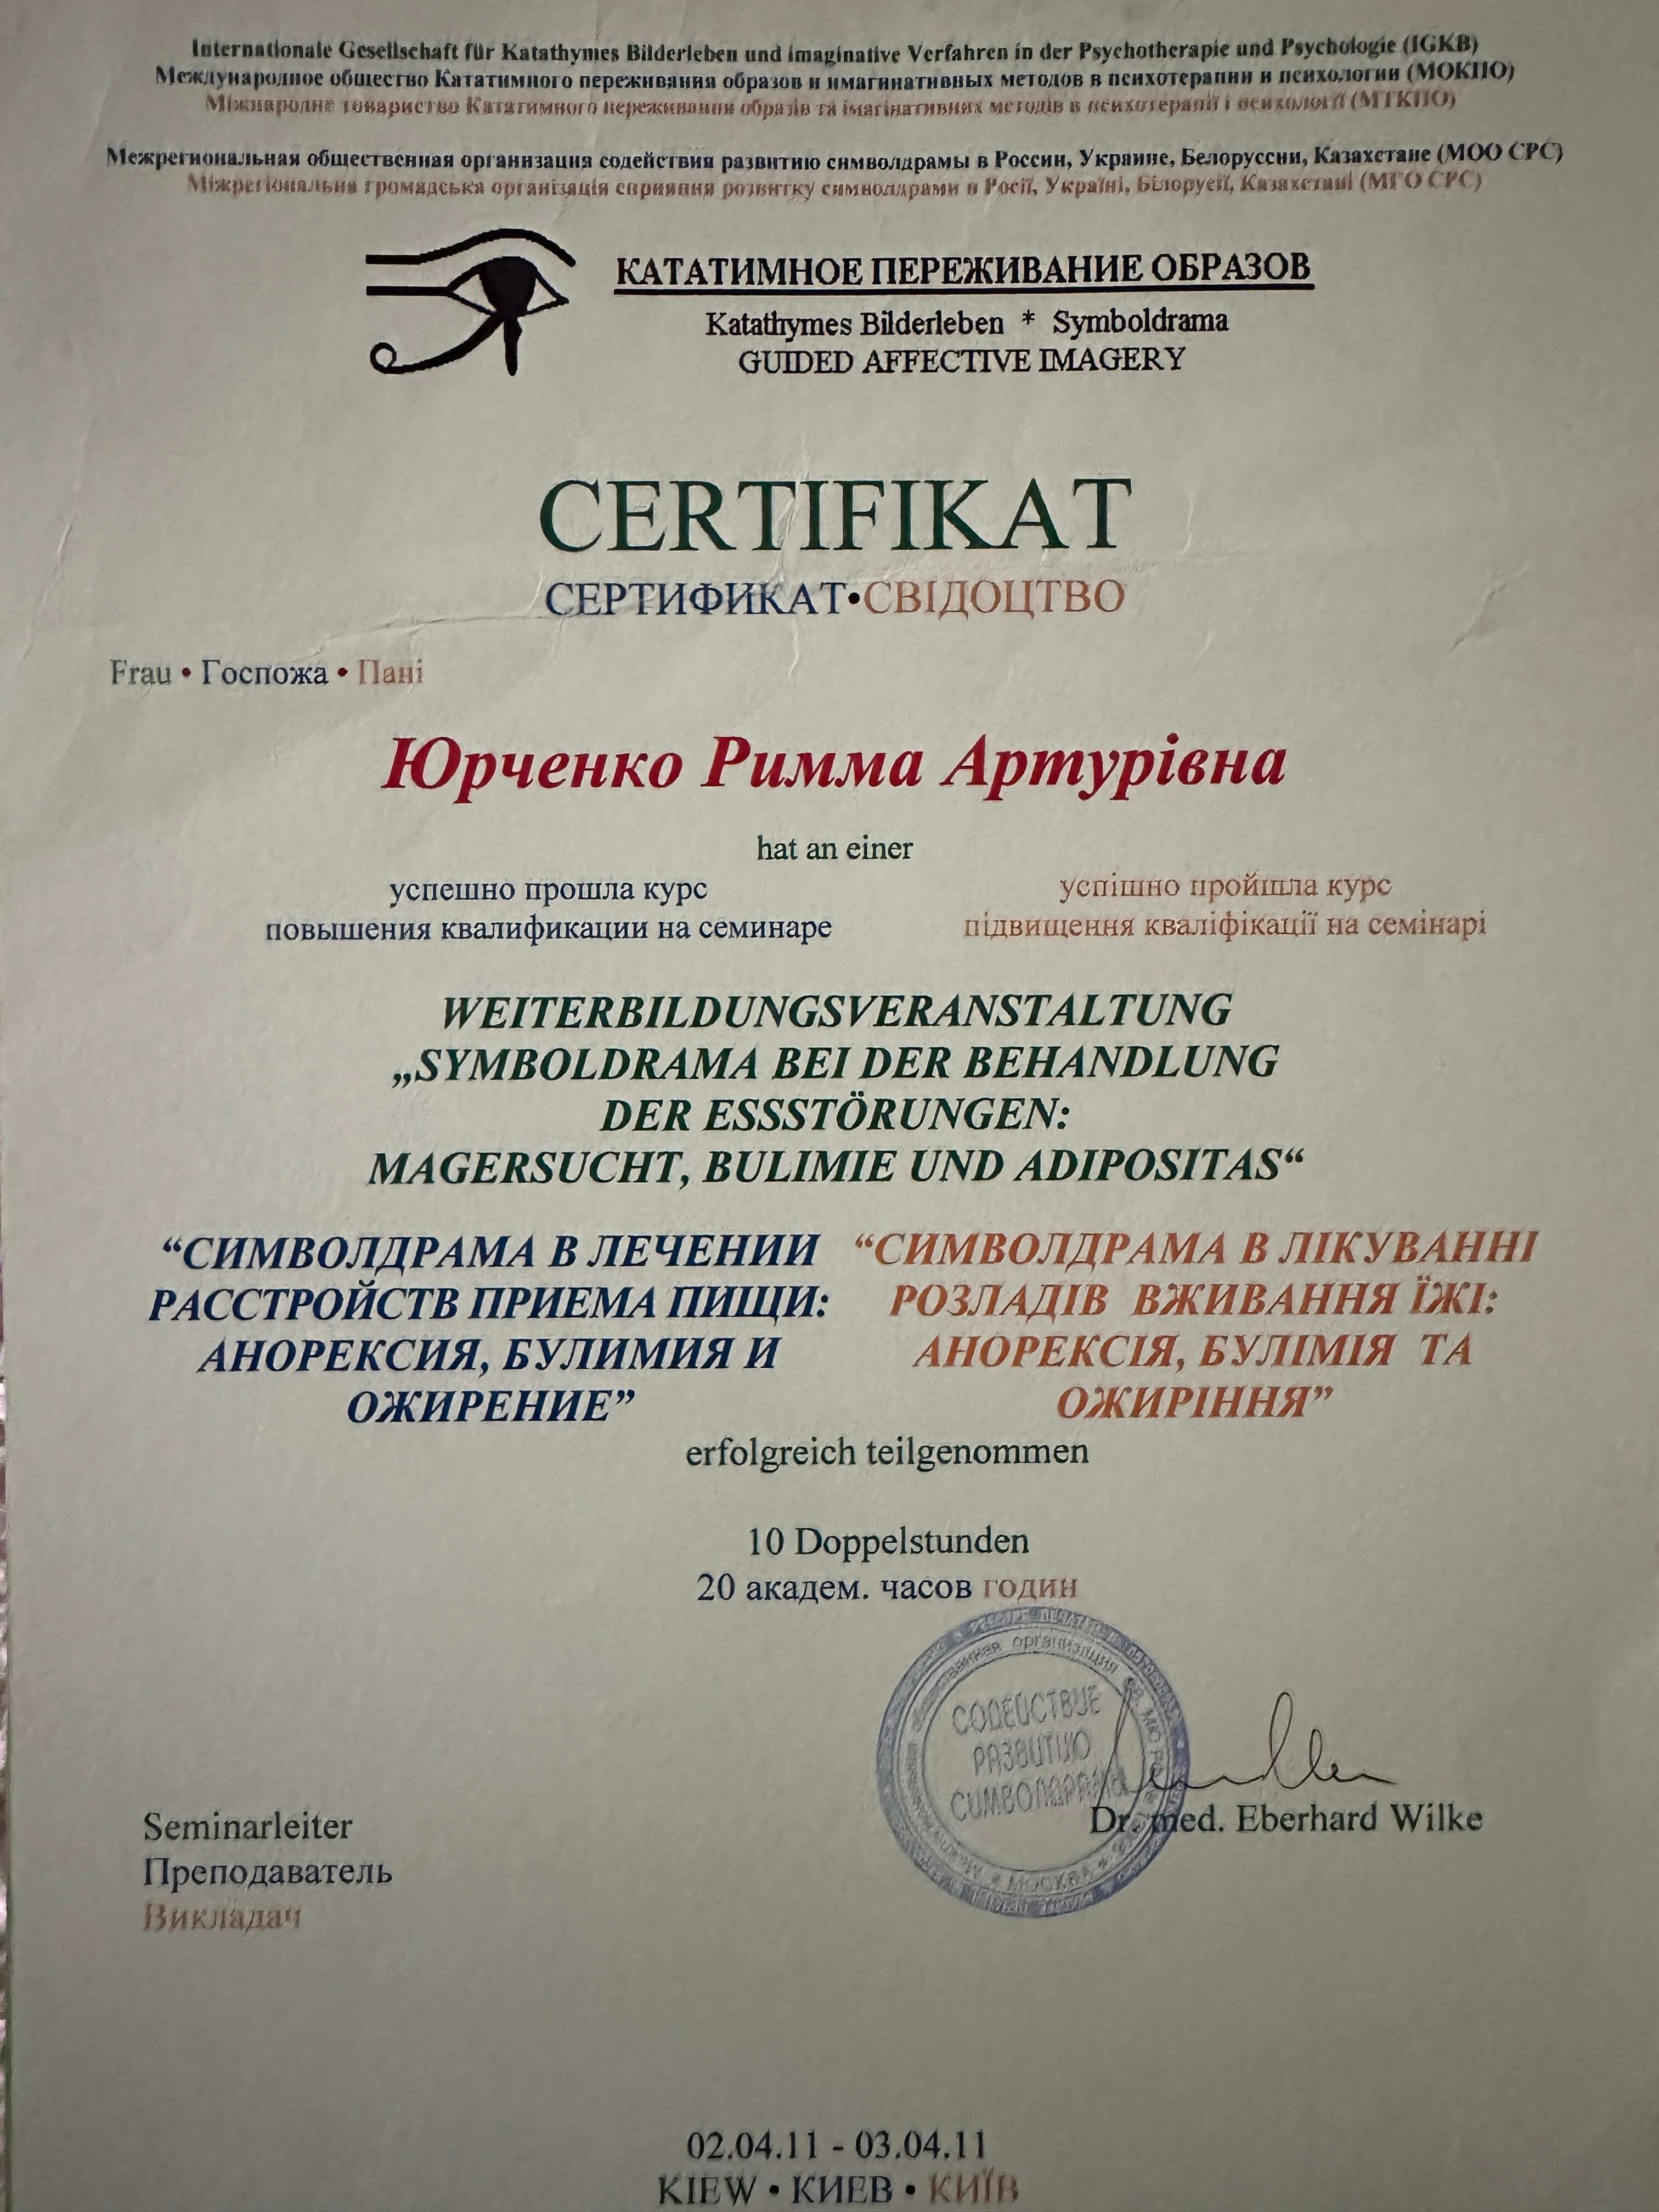 Internationale Gesellschaft für Katathymes Bilderleben und imaginative Verfahren in der Psychotherapie und Psychologie (IGKB)
Международное общество Кататимного переживания образов и имагинативных методов в психотерапии и психологии (МОКПО)
Міжнародне товариство Кататимного переживання образів та імагінативних методів в психотерапії і психології (МТКПО)
Межрегиональная общественная организация содействия развитию символдрамы в России, Украине, Белоруссии, Казахстане (МОО СРС)
Міжрегіональна громадська організація сприяння розвитку символдрами в Росії, Україні, Білорусії, Казахстані (МГО СРС)
КАТАТИМНОЕ ПЕРЕЖИВАНИЕ ОБРАЗОВ
Katathymes Bilderleben * Symboldrama
GUIDED AFFECTIVE IMAGERY
CERTIFIKAT
СЕРТИФИКАТ•СВІДОЦТВО
Frau • Госпожа • Пані
Юрченко Римма Артурівна
hat an einer
успешно прошла курс
повышения квалификации на семинаре
успішно пройшла курс
підвищення кваліфікації на семінарі
WEITERBILDUNGSVERANSTALTUNG
„SYMBOLDRAMA BEI DER BEHANDLUNG
DER ESSSTÖRUNGEN:
MAGERSUCHT, BULIMIE UND ADIPOSITAS“
“СИМВОЛДРАМА В ЛЕЧЕНИИ
РАССТРОЙСТВ ПРИЕМА ПИЩИ:
АНОРЕКСИЯ, БУЛИМИЯ И
ОЖИРЕНИЕ”
“СИМВОЛДРАМА В ЛІКУВАННІ
РОЗЛАДІВ ВЖИВАННЯ ЇЖІ:
АНОРЕКСІЯ, БУЛІМІЯ ТА
ОЖИРІННЯ”
erfolgreich teilgenommen
10 Doppelstunden
20 академ. часов годин
организация
СОДЕЙСТВИЕ
РАЗВИТИЮ
СИМВОЛДРАМЫ
МОСКВА
Dr. med. Eberhard Wilke
Seminarleiter
Преподаватель
Викладач
02.04.11 - 03.04.11
KIEW • КИЕВ • КИЇВ